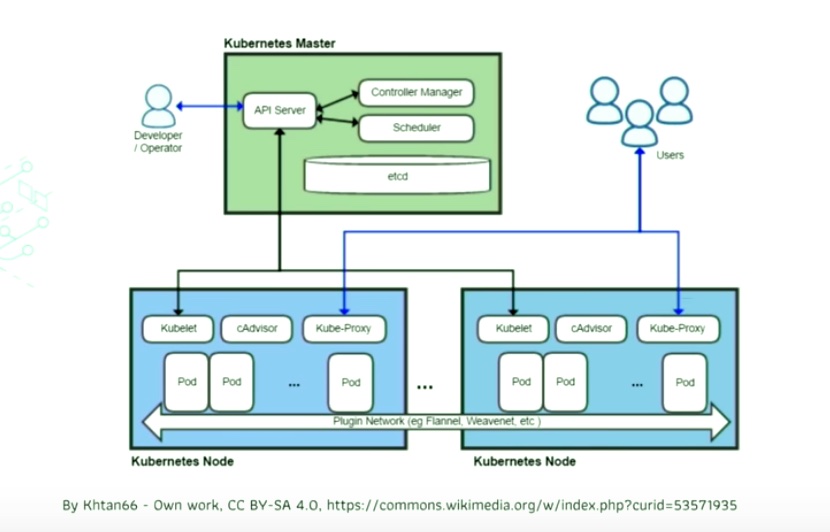 Kubernetes Master
API Server
Controller Manager
Scheduler
etcd
Developer
/ Operator
Users
Kubelet
cAdvisor
Kube-Proxy
Pod
Pod
...
Pod
...
Kubelet
cAdvisor
Kube-Proxy
Pod
Pod
...
Pod
Plugin Network (eg Flannel, Weavenet, etc )
Kubernetes Node
Kubernetes Node
By Khtan66 - Own work, CC BY-SA 4.0, https://commons.wikimedia.org/w/index.php?curid=53571935